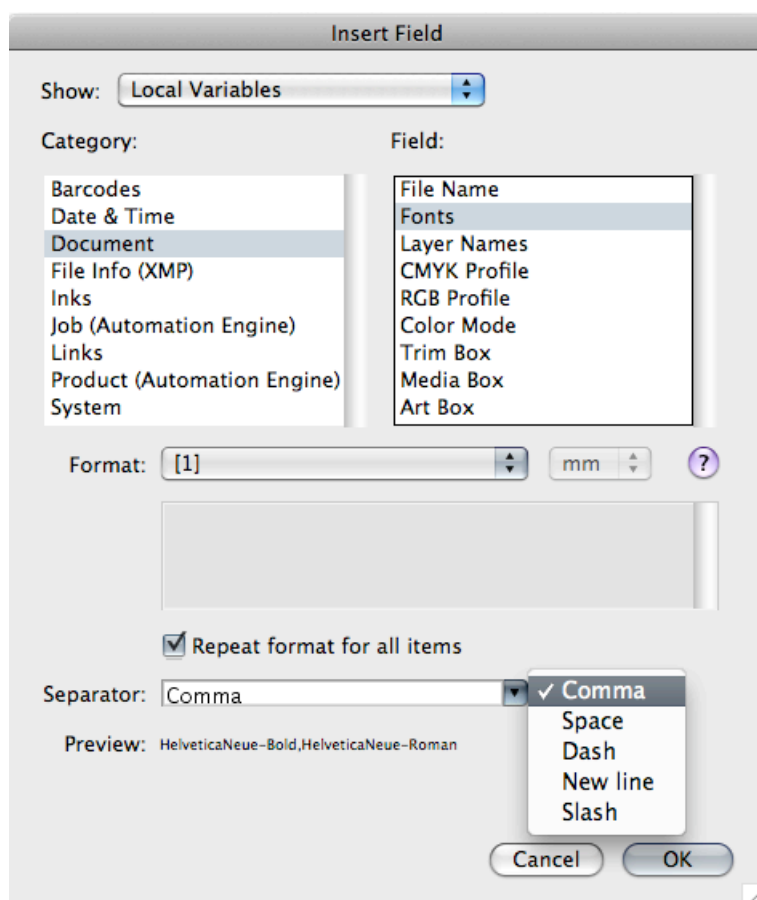 Insert Field
Show: Local Variables
Category:
Field:
Barcodes
Date & Time
Document
File Info (XMP)
Inks
Job (Automation Engine)
Links
Product (Automation Engine)
System
File Name
Fonts
Layer Names
CMYK Profile
RGB Profile
Color Mode
Trim Box
Media Box
Art Box
Format: [1] mm ?
Repeat format for all items
Separator: Comma
✓ Comma
Space
Dash
New line
Slash
Preview: HelveticaNeue-Bold,HelveticaNeue-Roman
Cancel OK